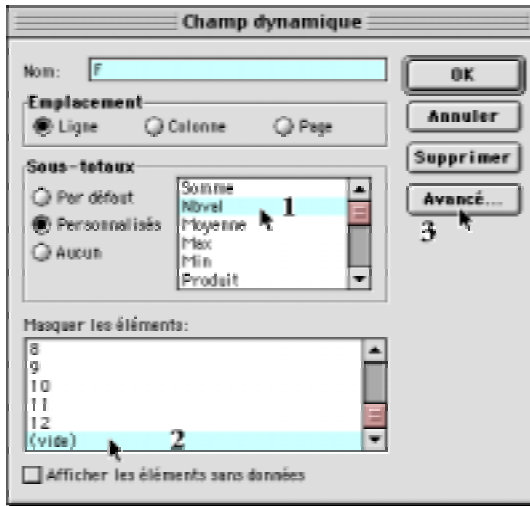 Champ dynamique
Nom: F
OK
Annuler
Supprimer
Avancé...
3
Emplacement
Ligne Colonne Page
Sous-totaux
Par défaut
Personnalisés
Aucun
Somme
Nbval 1
Moyenne
Max
Min
Produit
Masquer les éléments:
8
9
10
11
12
(vide) 2
Afficher les éléments sans données